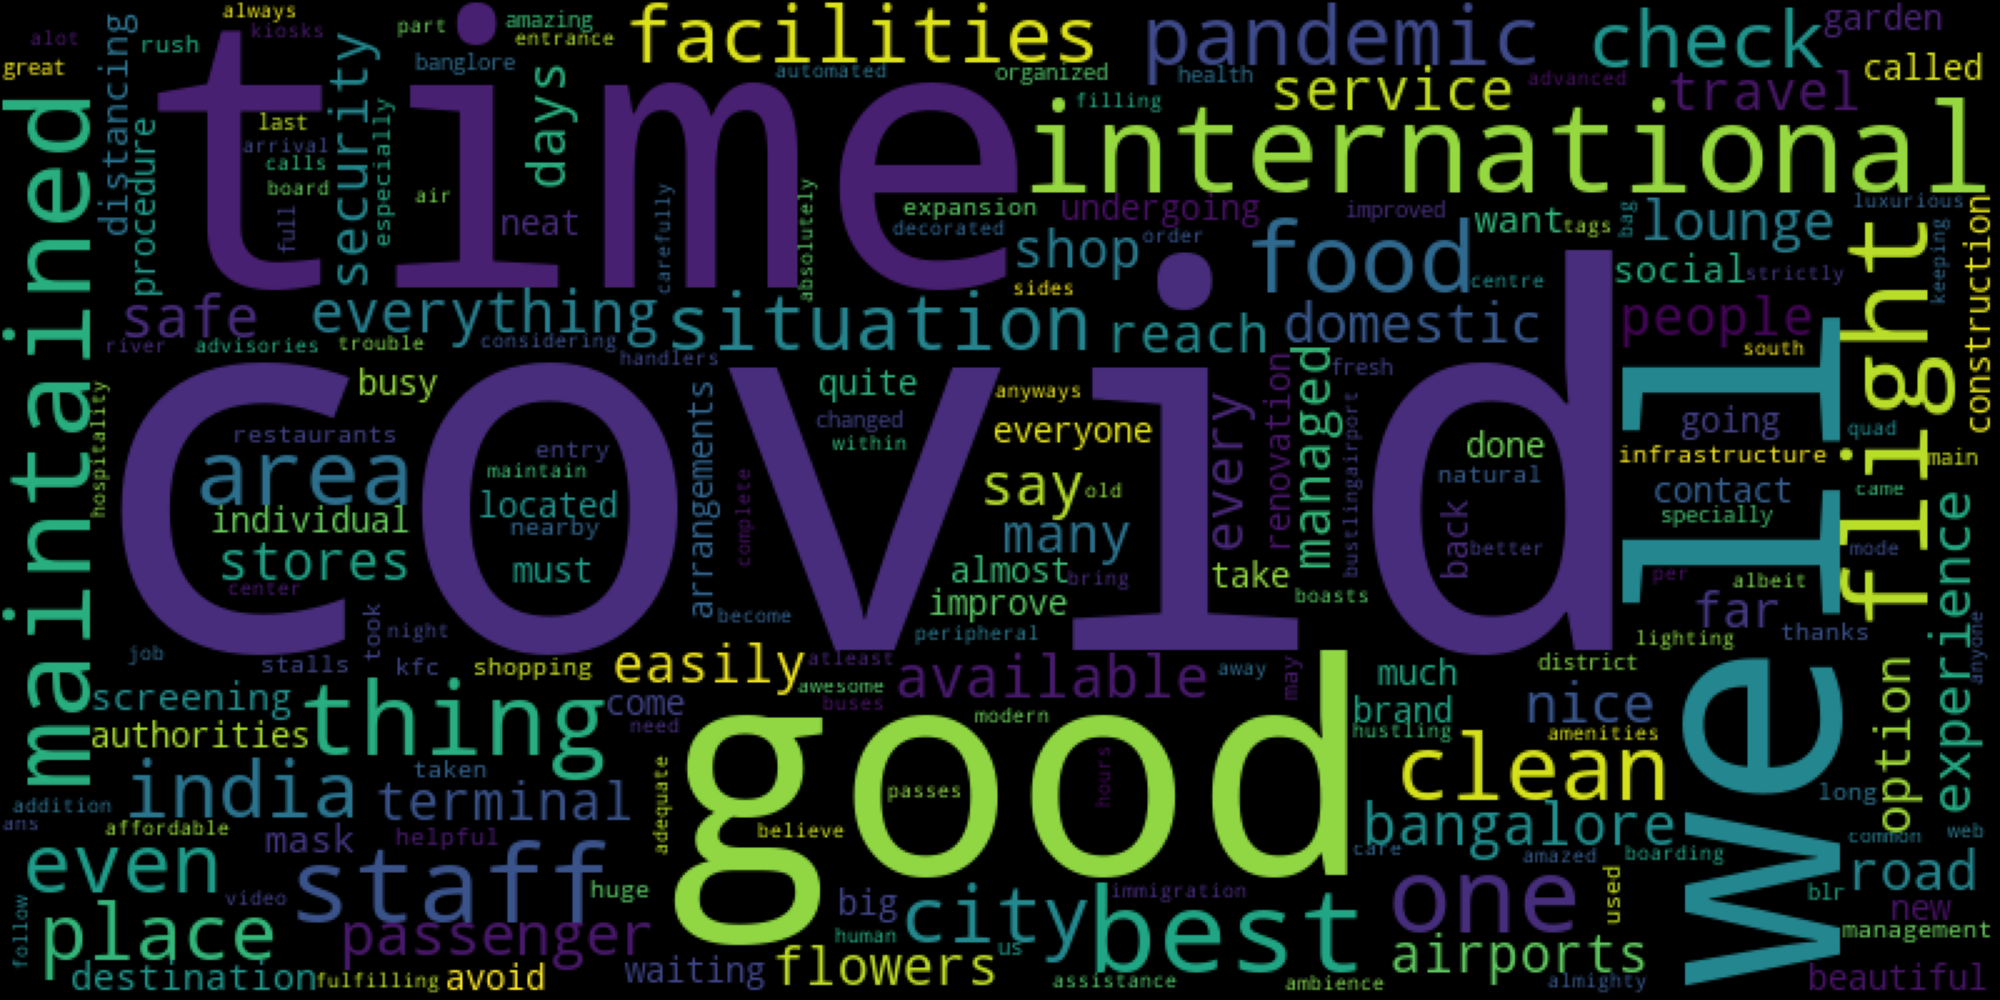 always
alot
kiosks
great
distancing
rush
part
amazing
entrance
banglore
facilities
automated
organized
pandemic
health
check
garden
called
security
days
time
last
arrival
calls
board
full
procedure
especially
air
neat
carefully
absolutely
filling
service
advanced
travel
international
expansion
decorated
undergoing
improved
want
tags
bag
lounge
luxurious
keeping
construction
shop
order
food
centre
social
strictly
flight
maintained
safe
everything
situation
sides
reach
domestic
people
south
river
advisories
trouble
considering
handlers
covid
busy
quite
anyways
changed
within
everyone
every
renovation
managed
fresh
bustlingairport
well
going
quad
infrastructure
main
hospitality
restaurants
area
individual
stores
center
entry
maintain
located
nearby
must
arrangements
complete
say
old
many
almost
bring
improve
take
boasts
done
natural
back
better
contact
specially
came
mode
per
albeit
far
thanks
experience
anyone
job
took
night
stalls
kfc
shopping
become
peripheral
easily
atleast
awesome
available
buses
away
may
much
district
lighting
screening
authorities
thing
come
need
good
modern
brand
hustling
nice
amenities
option
clean
india
taken
terminal
adequate
passes
hours
believe
bangalore
long
common
web
addition
ans
affordable
mask
helpful
care
amazed
boarding
even
staff
huge
video
used
blr
road
follow
place
passenger
big
human
city
us
immigration
best
one
airports
new
management
destination
fulfilling
avoid
waiting
flowers
assistance
ambience
almighty
beautiful